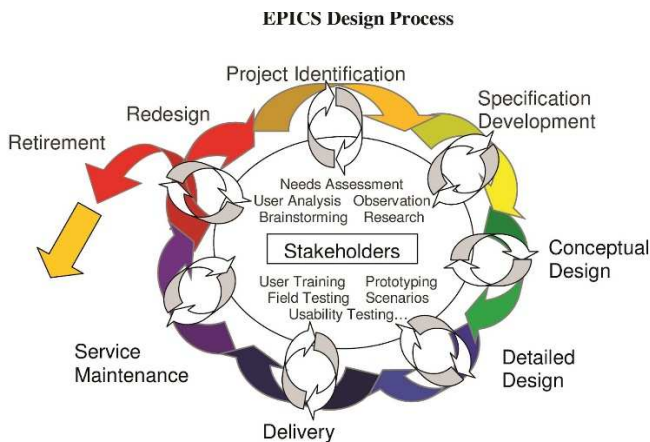 EPICS Design Process
Project Identification
Specification
Development
Redesign
Retirement
Needs Assessment
User Analysis Observation
Brainstorming Research
Stakeholders
Conceptual
Design
User Training Prototyping
Field Testing Scenarios
Usability Testing...
Service
Maintenance
Detailed
Design
Delivery